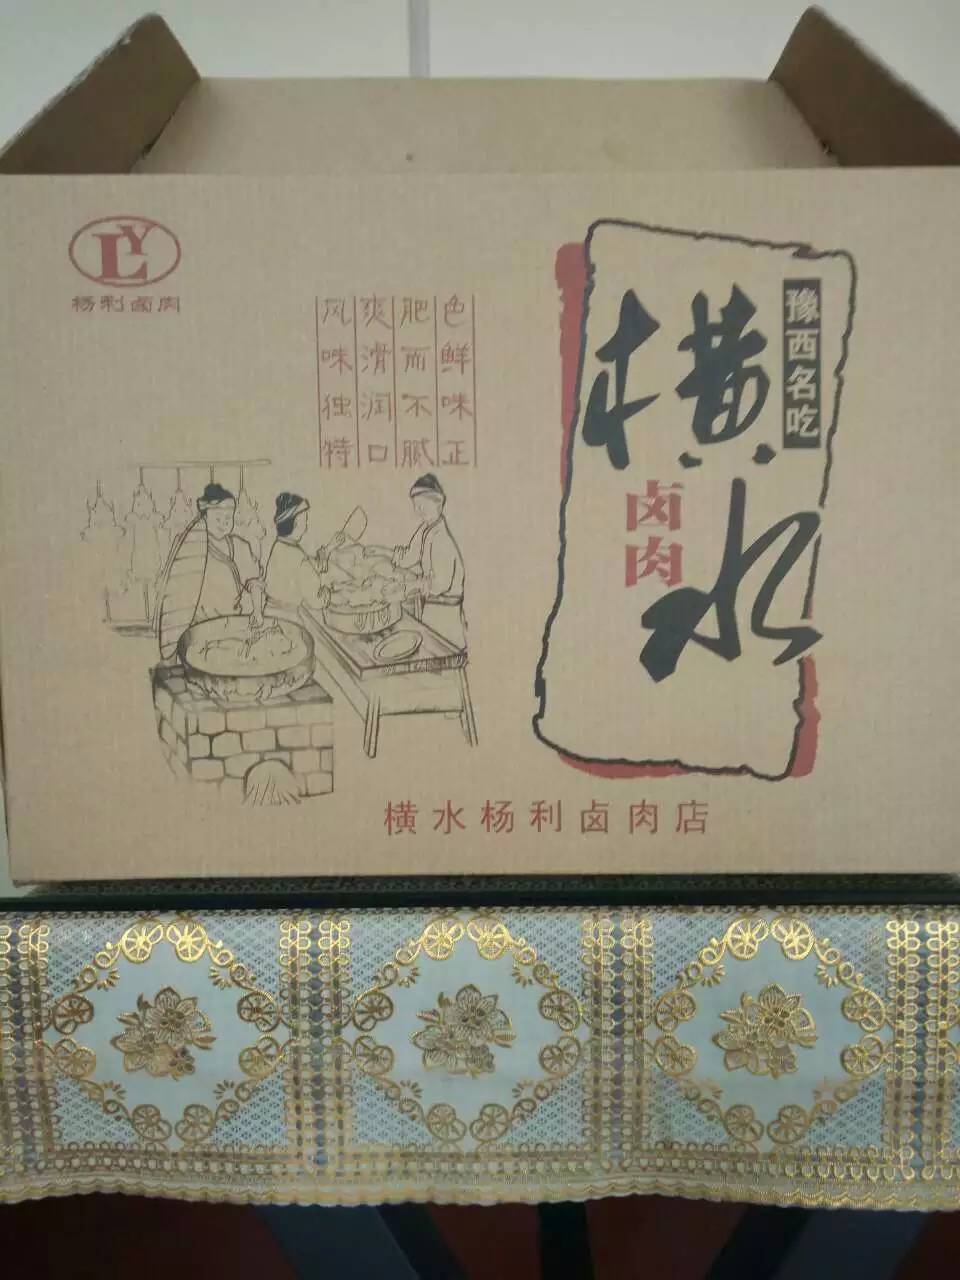 LY
杨利卤肉
色鲜味正
肥而不腻
爽滑润口
风味独特
豫西名吃
横水
卤肉
横水杨利卤肉店